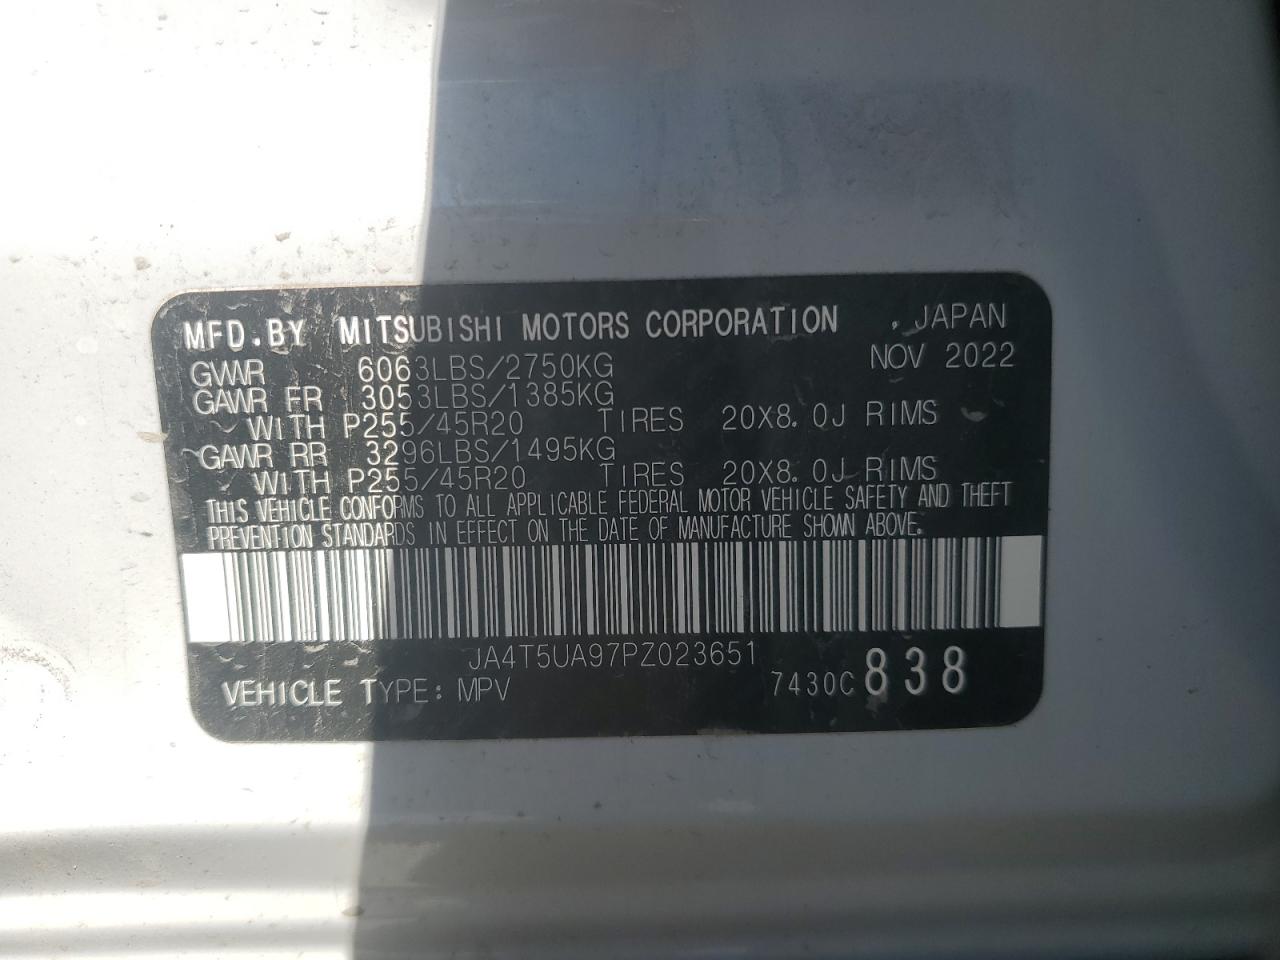 MFD.BY MITSUBISHI MOTORS CORPORATION , JAPAN
GVWR 6063LBS/2750KG NOV 2022
GAWR FR 3053LBS/1385KG
WITH P255/45R20 TIRES 20X8.0J RIMS
GAWR RR 3296LBS/1495KG
WITH P255/45R20 TIRES 20X8.0J RIMS
THIS VEHICLE CONFORMS TO ALL APPLICABLE FEDERAL MOTOR VEHICLE SAFETY AND THEFT
PREVENTION STANDARDS IN EFFECT ON THE DATE OF MANUFACTURE SHOWN ABOVE.
JA4T5UA97PZ023651
VEHICLE TYPE: MPV 7430C 838